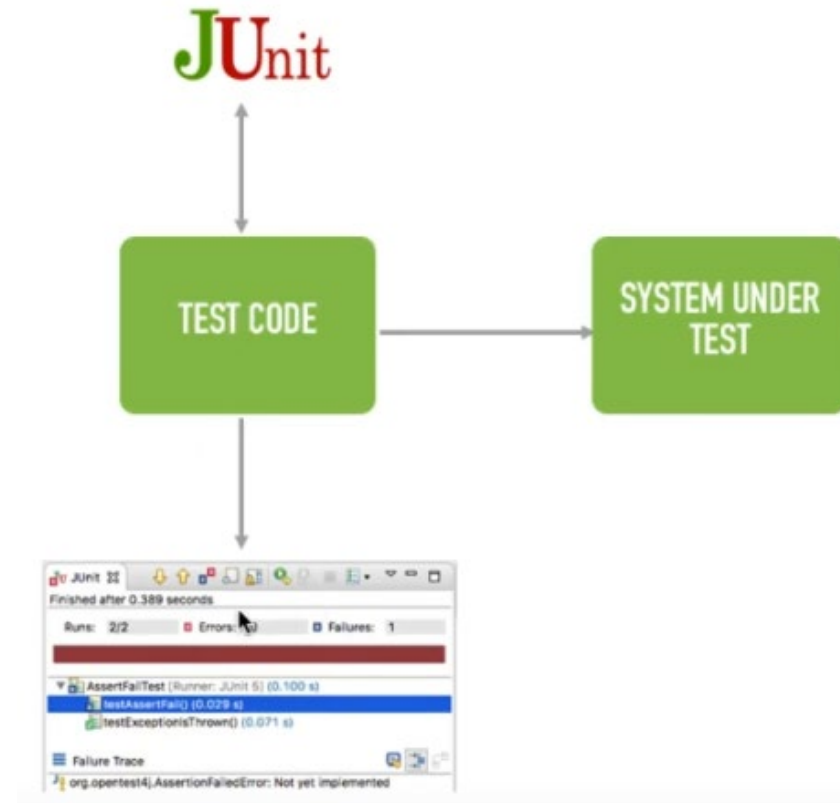 JUnit
TEST CODE
SYSTEM UNDER
TEST
JUnit
Finished after 0.389 seconds
Runs: 2/2 Errors: Failures: 1
AssertFailTest [Runner: JUnit 5] (0.100 s)
testAssertFail() (0.029 s)
testExceptionIsThrown() (0.071 s)
Failure Trace
org.opentest4j.AssertionFailedError: Not yet implemented